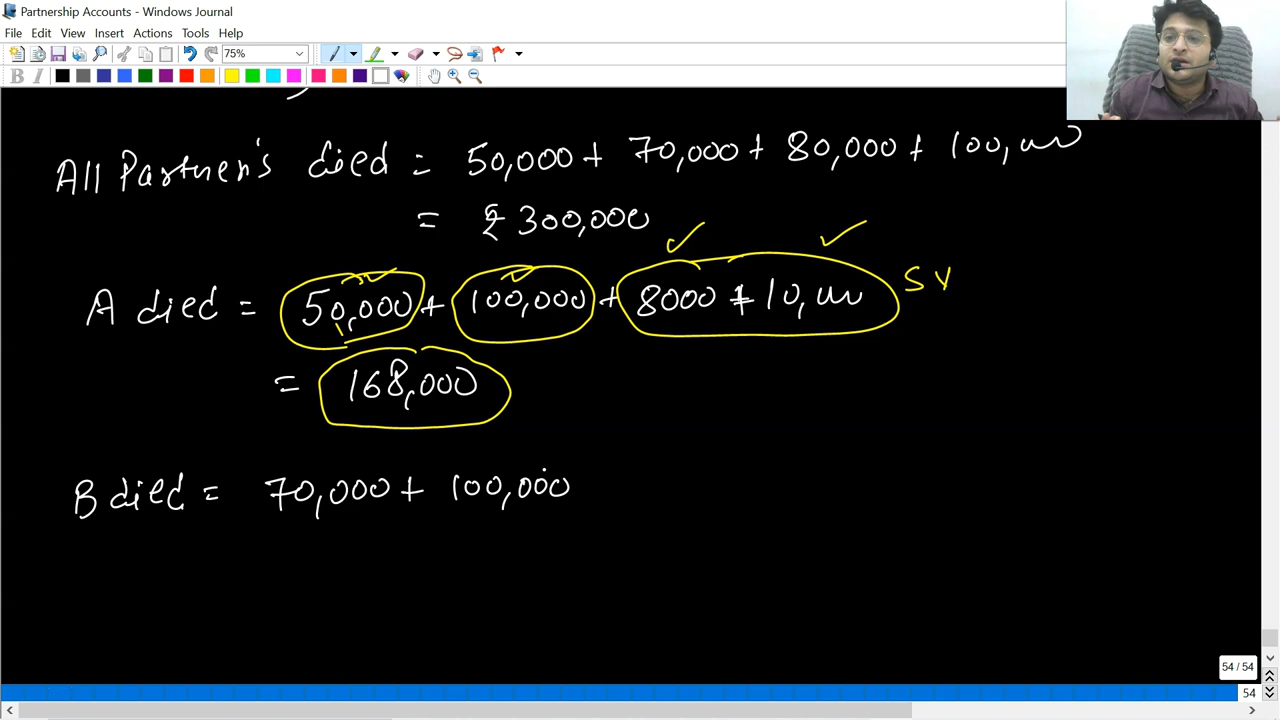 Partnership Accounts - Windows Journal
File Edit View Insert Actions Tools Help
75%
B I
All Partner's died = 50,000 + 70,000 + 80,000 + 100,000
= ₹ 300,000
A died = 50,000 + 100,000 + 8000 + 10,000 SV
= 168,000
B died = 70,000 + 100,000
54 / 54
54